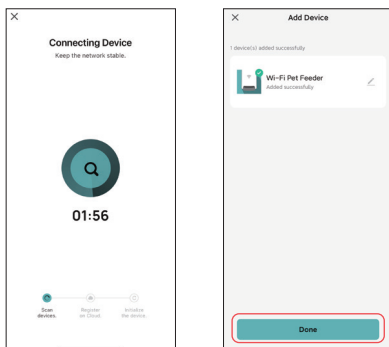 Connecting Device
Keep the network stable.
01:56
Scan
devices.
Register
on Cloud.
Initialize
the device.
Add Device
1 device(s) added successfully
Wi-Fi Pet Feeder
Added successfully
Done